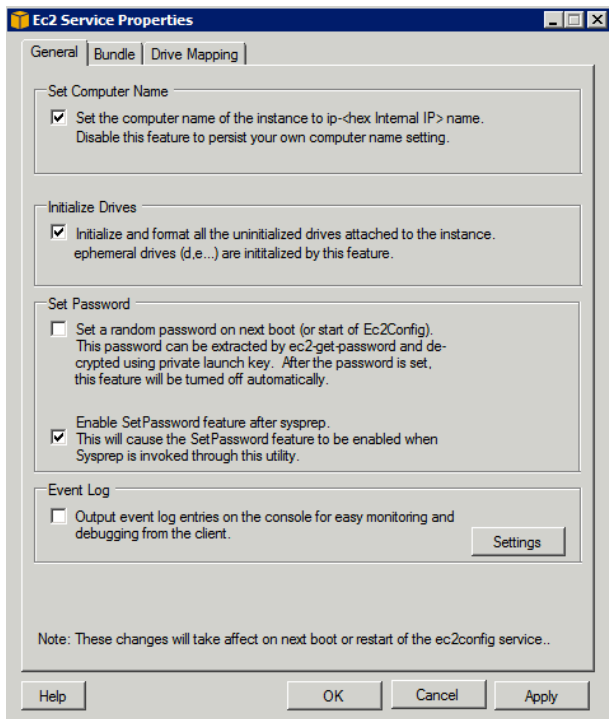 Ec2 Service Properties
General Bundle Drive Mapping
Set Computer Name
Set the computer name of the instance to ip-<hex Internal IP> name.
Disable this feature to persist your own computer name setting.
Initialize Drives
Initialize and format all the uninitialized drives attached to the instance.
ephemeral drives (d,e...) are inititalized by this feature.
Set Password
Set a random password on next boot (or start of Ec2Config).
This password can be extracted by ec2-get-password and de-
crypted using private launch key. After the password is set,
this feature will be turned off automatically.
Enable SetPassword feature after sysprep.
This will cause the SetPassword feature to be enabled when
Sysprep is invoked through this utility.
Event Log
Output event log entries on the console for easy monitoring and
debugging from the client.
Settings
Note: These changes will take affect on next boot or restart of the ec2config service..
Help OK Cancel Apply